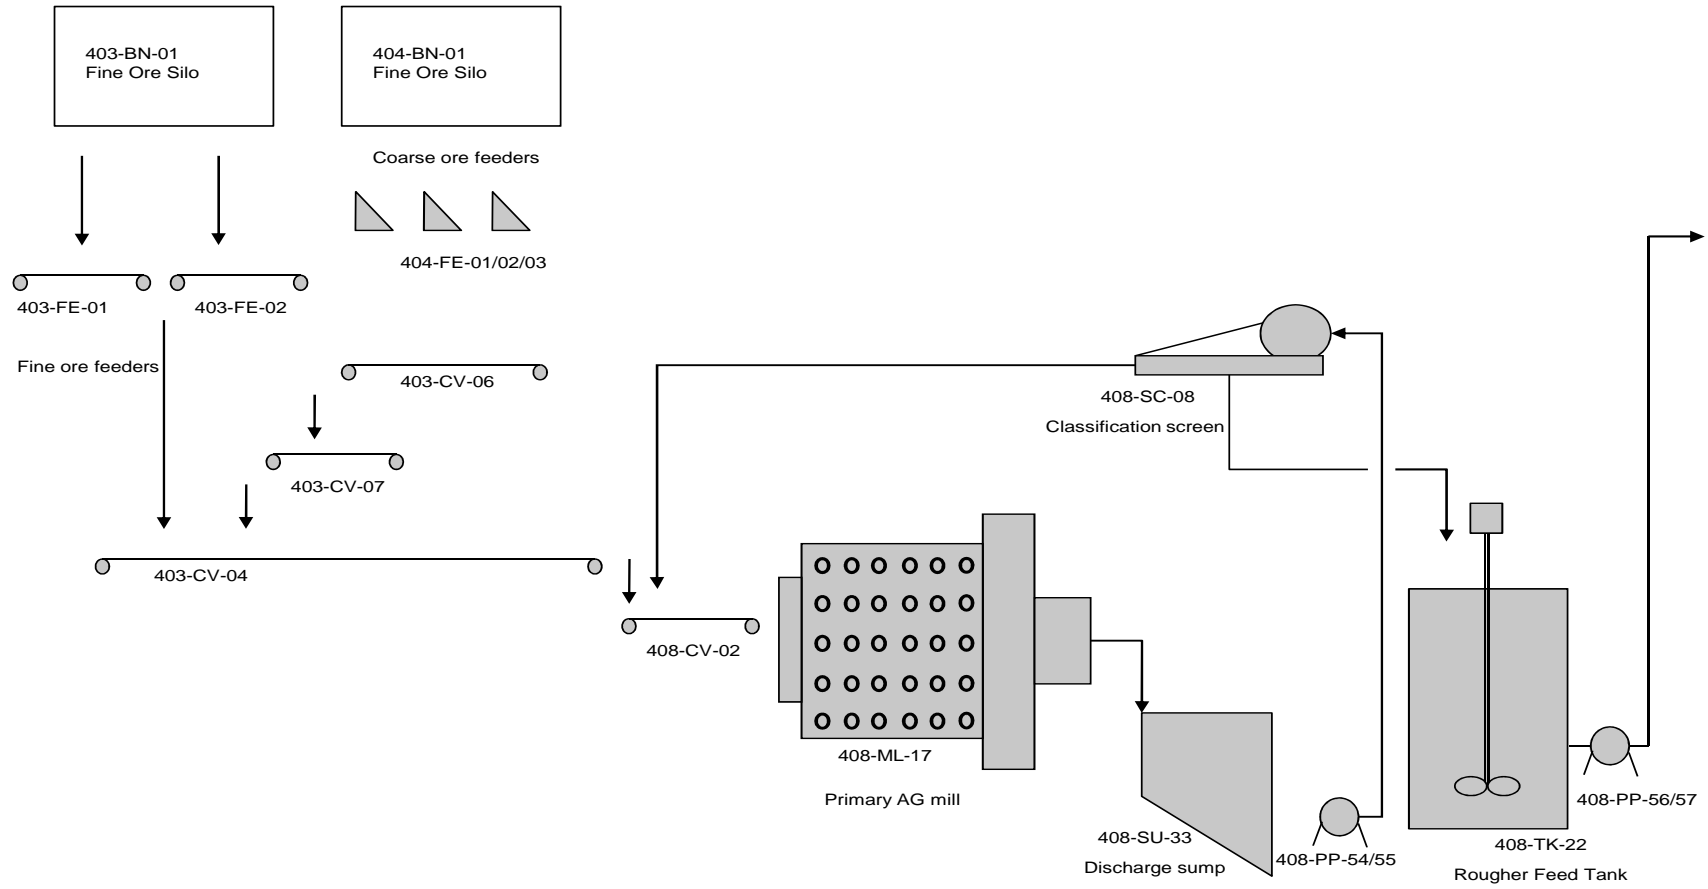 403-BN-01
Fine Ore Silo
404-BN-01
Fine Ore Silo
Coarse ore feeders
404-FE-01/02/03
403-FE-01
403-FE-02
Fine ore feeders
403-CV-06
408-SC-08
Classification screen
403-CV-07
403-CV-04
408-CV-02
408-ML-17
Primary AG mill
408-SU-33
Discharge sump
408-PP-54/55
408-PP-56/57
408-TK-22
Rougher Feed Tank